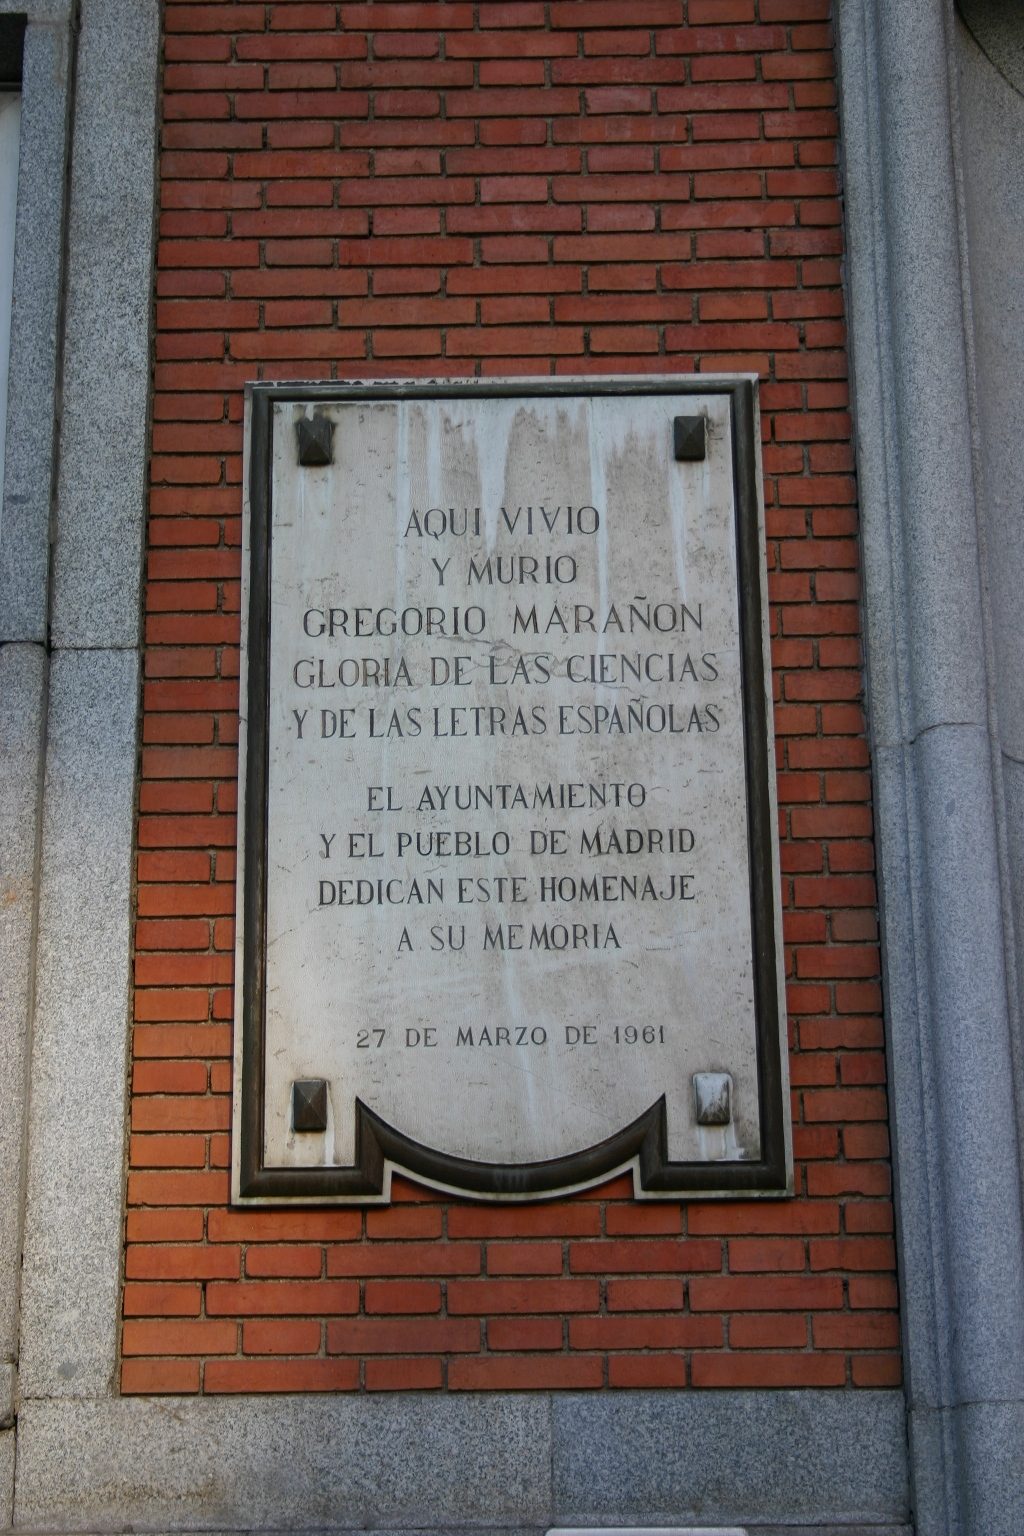 AQUI VIVIO
Y MURIO
GREGORIO MARAÑON
GLORIA DE LAS CIENCIAS
Y DE LAS LETRAS ESPAÑOLAS
EL AYUNTAMIENTO
Y EL PUEBLO DE MADRID
DEDICAN ESTE HOMENAJE
A SU MEMORIA
27 DE MARZO DE 1961